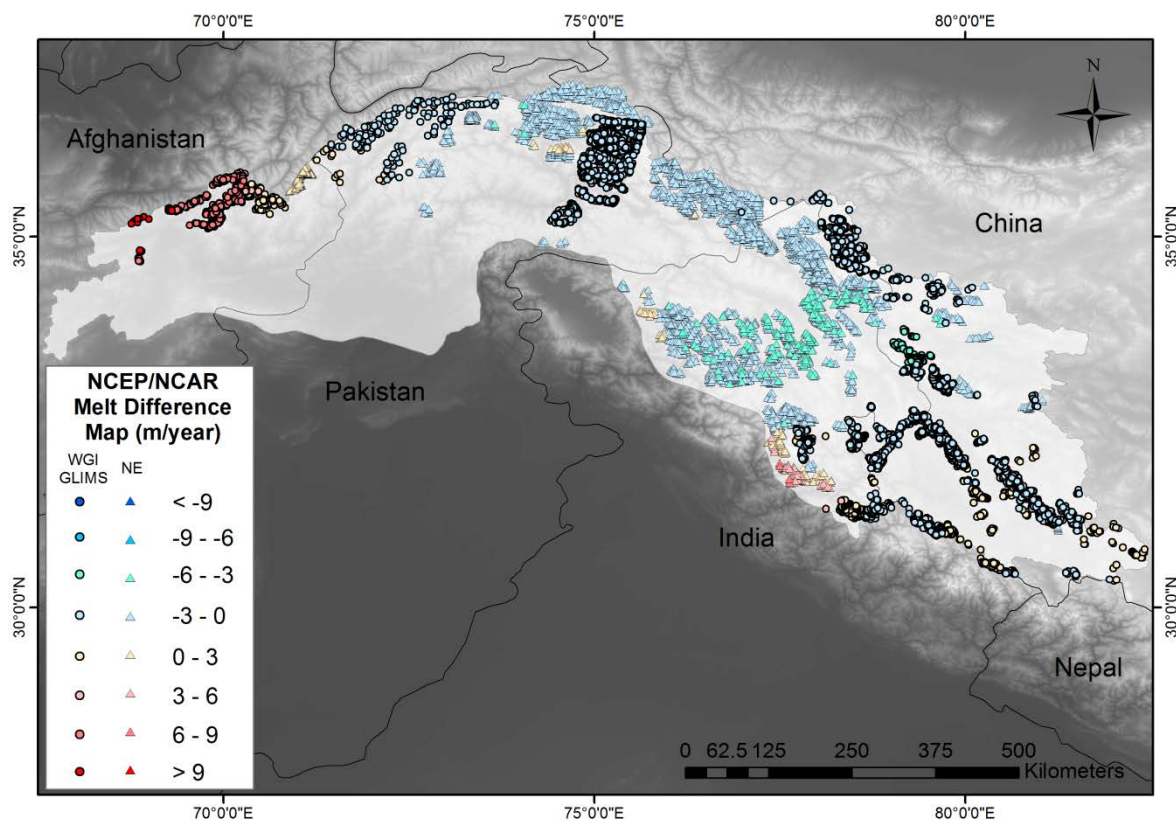 70°0'0"E 75°0'0"E 80°0'0"E
N
Afghanistan
35°0'0"N
China
35°0'0"N
Pakistan
India
30°0'0"N
30°0'0"N
Nepal
NCEP/NCAR
Melt Difference
Map (m/year)
WGI
GLIMS NE
< -9
-9 - -6
-6 - -3
-3 - 0
0 - 3
3 - 6
6 - 9
> 9
0 62.5 125 250 375 500
Kilometers
70°0'0"E 75°0'0"E 80°0'0"E